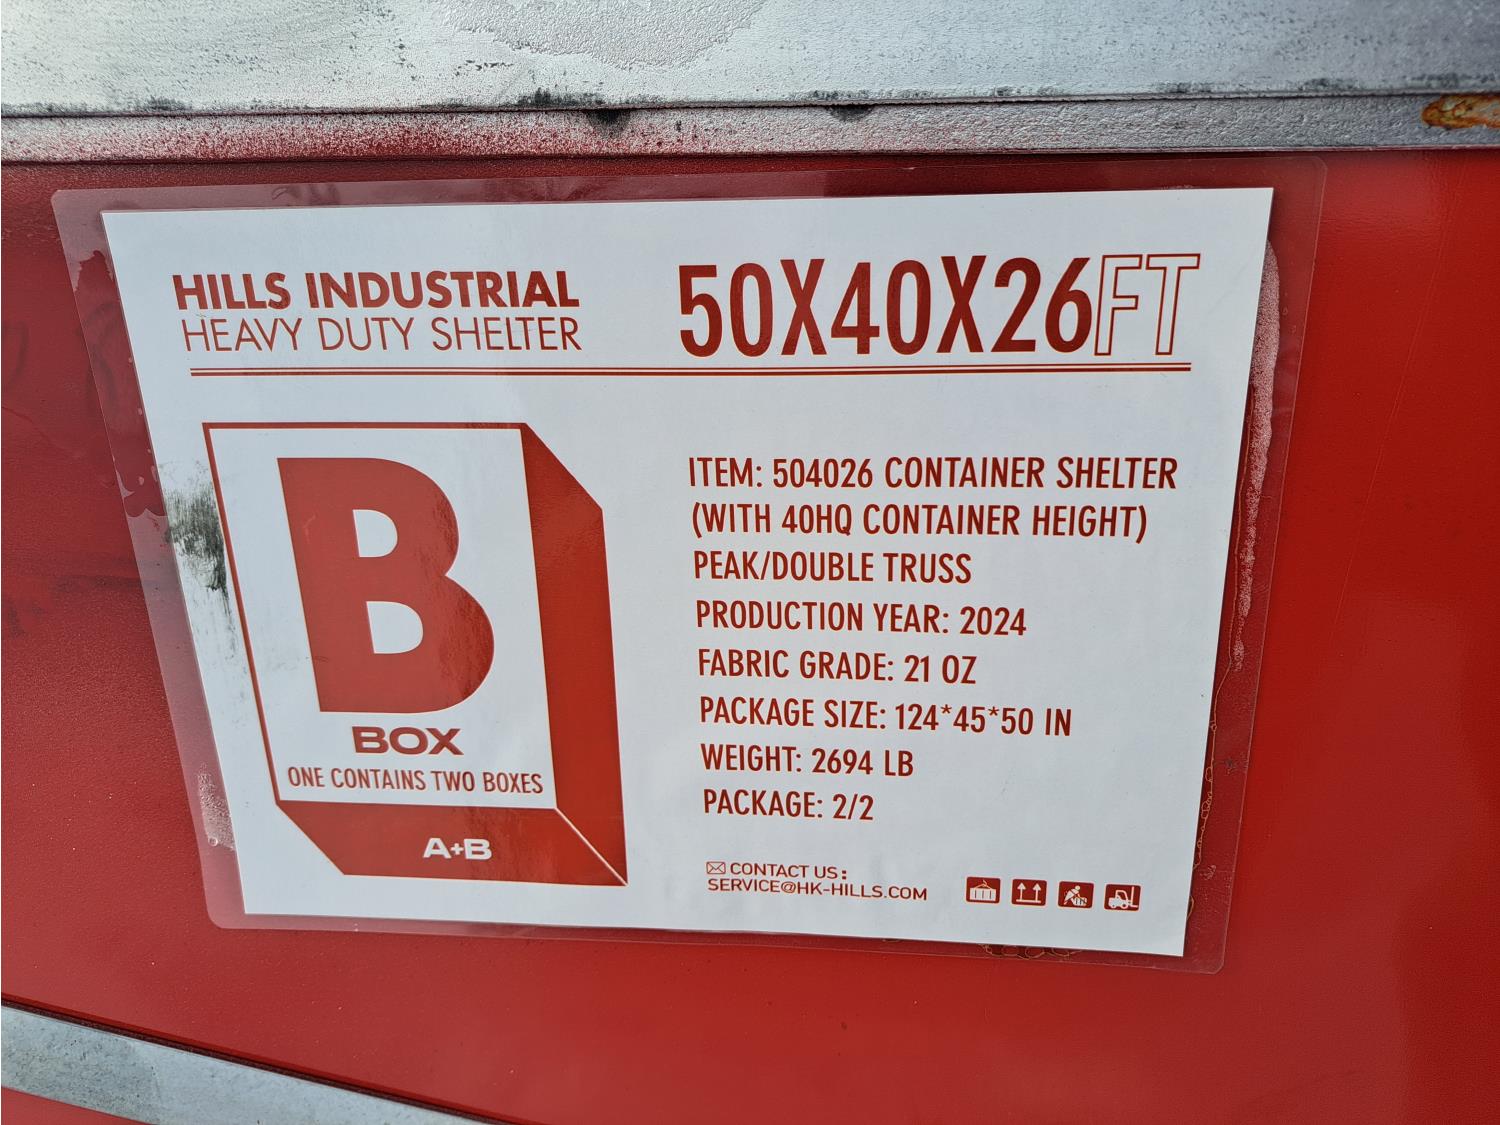 HILLS INDUSTRIAL
HEAVY DUTY SHELTER
50X40X26FT
B
BOX
ONE CONTAINS TWO BOXES
A+B
ITEM: 504026 CONTAINER SHELTER
(WITH 40HQ CONTAINER HEIGHT)
PEAK/DOUBLE TRUSS
PRODUCTION YEAR: 2024
FABRIC GRADE: 21 OZ
PACKAGE SIZE: 124*45*50 IN
WEIGHT: 2694 LB
PACKAGE: 2/2
CONTACT US:
SERVICE@HK-HILLS.COM